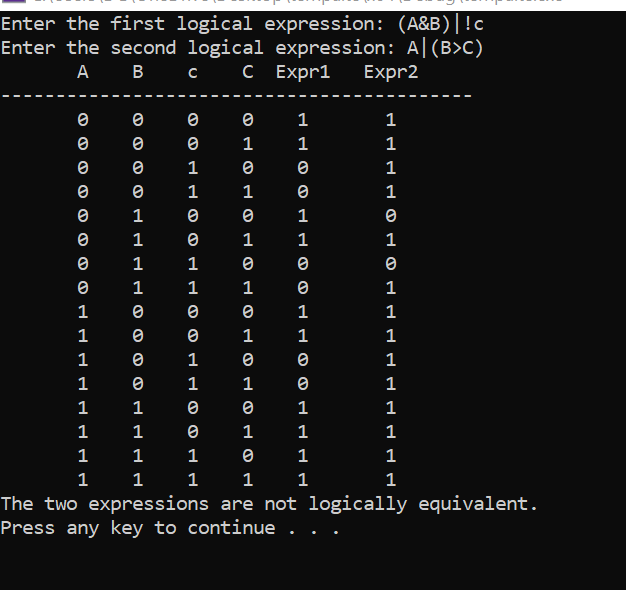 Enter the first logical expression: (A&B)|!c
Enter the second logical expression: A|(B>C)
A B c C Expr1 Expr2
-------------------------------------------
0 0 0 0 1 1
0 0 0 1 1 1
0 0 1 0 0 1
0 0 1 1 0 1
0 1 0 0 1 0
0 1 0 1 1 1
0 1 1 0 0 0
0 1 1 1 0 1
1 0 0 0 1 1
1 0 0 1 1 1
1 0 1 0 0 1
1 0 1 1 0 1
1 1 0 0 1 1
1 1 0 1 1 1
1 1 1 0 1 1
1 1 1 1 1 1
The two expressions are not logically equivalent.
Press any key to continue . . .